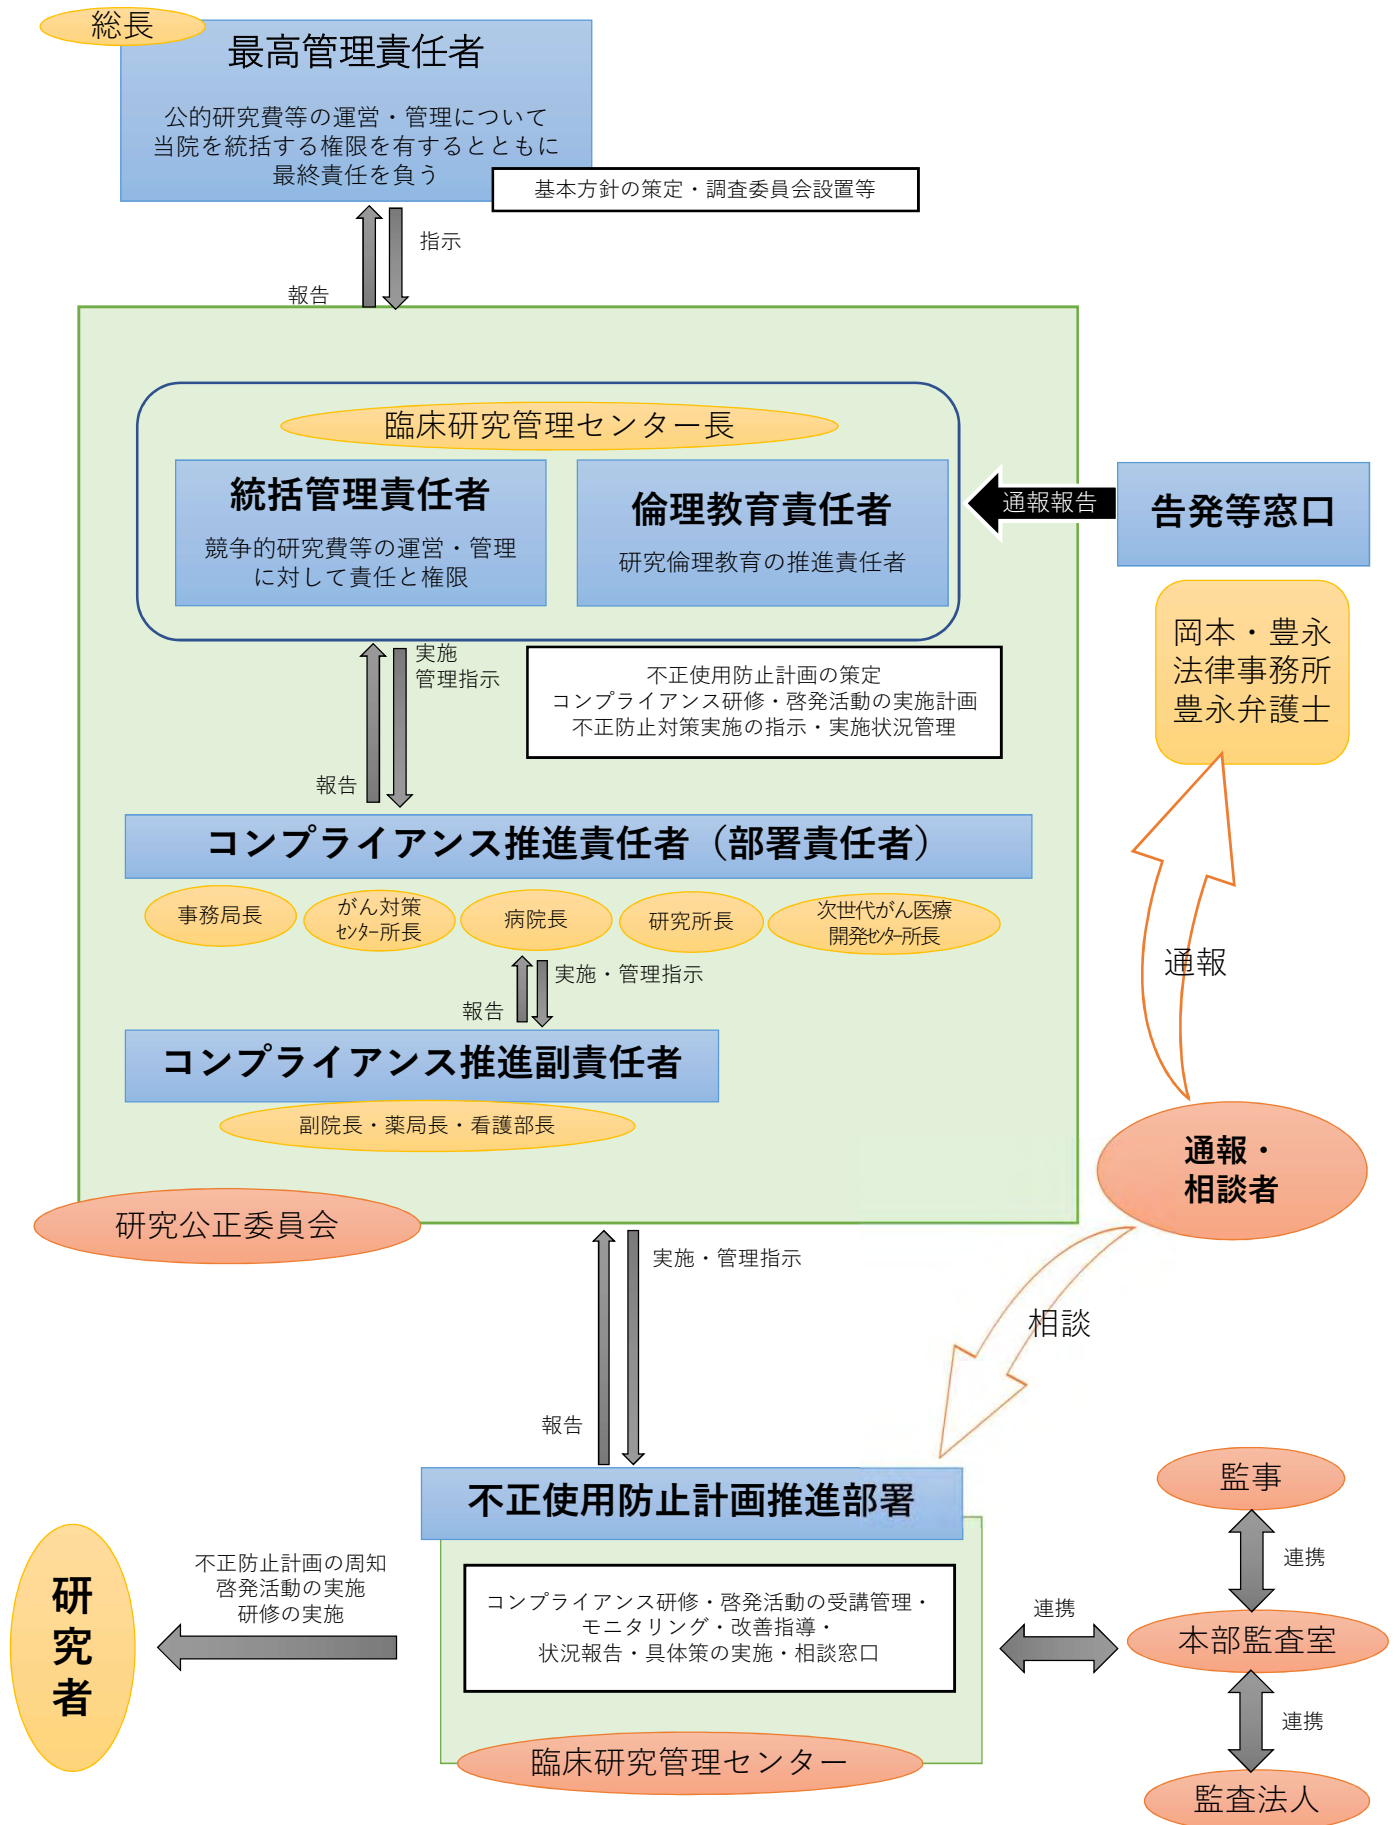 総長
最高管理責任者
公的研究費等の運営・管理について
当院を統括する権限を有するとともに
最終責任を負う
基本方針の策定・調査委員会設置等
指示
報告
臨床研究管理センター長
統括管理責任者
競争的研究費等の運営・管理
に対して責任と権限
倫理教育責任者
研究倫理教育の推進責任者
通報報告
告発等窓口
岡本・豊永
法律事務所
豊永弁護士
実施
管理指示
不正使用防止計画の策定
コンプライアンス研修・啓発活動の実施計画
不正防止対策実施の指示・実施状況管理
報告
コンプライアンス推進責任者（部署責任者）
事務局長
がん対策
センター所長
病院長
研究所長
次世代がん医療
開発センター所長
通報
実施・管理指示
報告
コンプライアンス推進副責任者
副院長・薬局長・看護部長
通報・
相談者
研究公正委員会
実施・管理指示
相談
報告
不正使用防止計画推進部署
監事
連携
研究者
不正防止計画の周知
啓発活動の実施
研修の実施
コンプライアンス研修・啓発活動の受講管理・
モニタリング・改善指導・
状況報告・具体策の実施・相談窓口
連携
本部監査室
連携
臨床研究管理センター
監査法人